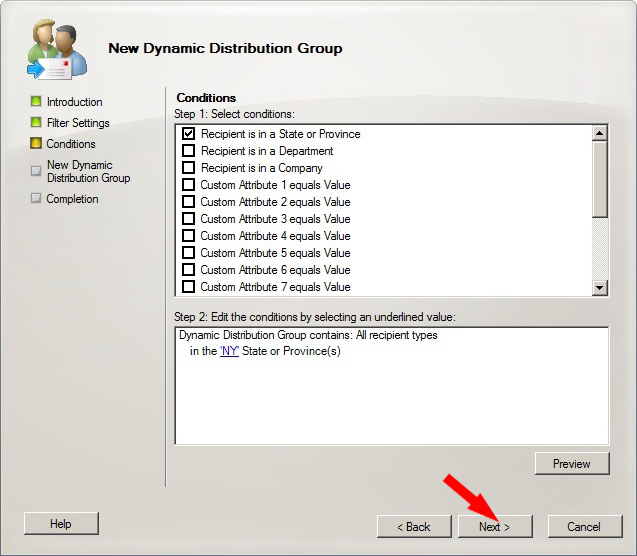 New Dynamic Distribution Group
Introduction
Filter Settings
Conditions
New Dynamic
Distribution Group
Completion
Conditions
Step 1: Select conditions:
Recipient is in a State or Province
Recipient is in a Department
Recipient is in a Company
Custom Attribute 1 equals Value
Custom Attribute 2 equals Value
Custom Attribute 3 equals Value
Custom Attribute 4 equals Value
Custom Attribute 5 equals Value
Custom Attribute 6 equals Value
Custom Attribute 7 equals Value
Step 2: Edit the conditions by selecting an underlined value:
Dynamic Distribution Group contains: All recipient types
in the 'NY' State or Province(s)
Preview
Help
< Back
Next >
Cancel